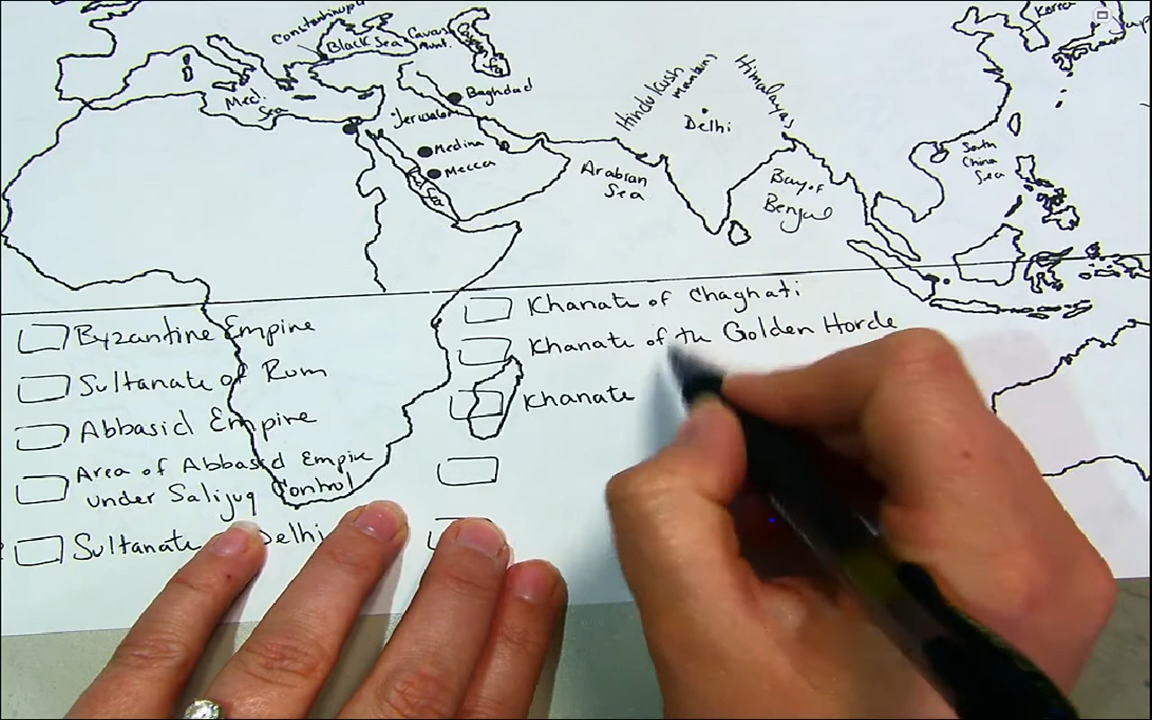 Constantinople
Black Sea
Med.
Sea
Baghdad
Jerusalem
Medina
Mecca
Hindu Kush
mountains
Himalayas
Delhi
Arabian
Sea
Bay of
Bengal
South
China
Sea
Korea
Byzantine Empire
Sultanate of Rum
Abbasid Empire
Area of Abbasid Empire
under Saljuq Control
Sultanate Delhi
Khanate of Chaghati
Khanate of the Golden Horde
Khanate